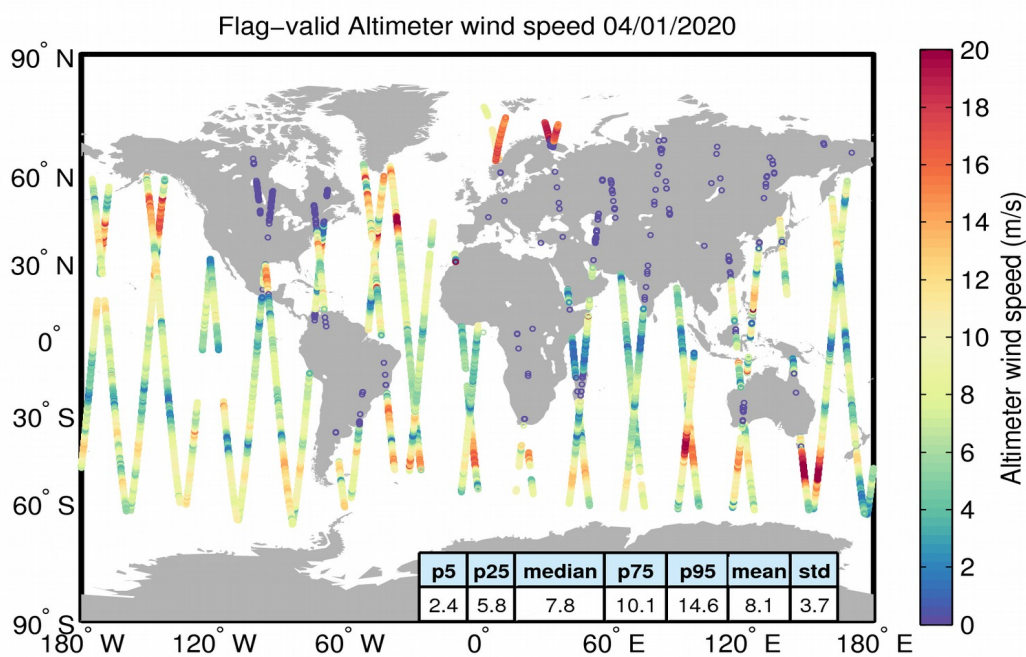 Flag−valid Altimeter wind speed 04/01/2020
90° N
60° N
30° N
0°
30° S
60° S
90° S
180° W
120° W
60° W
0°
60° E
120° E
180° E
p5 p25 median p75 p95 mean std
2.4 5.8 7.8 10.1 14.6 8.1 3.7
20
18
16
14
12
10
8
6
4
2
0
Altimeter wind speed (m/s)